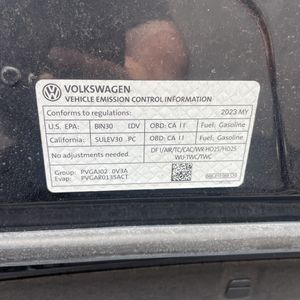 VOLKSWAGEN
VEHICLE EMISSION CONTROL INFORMATION
Conforms to regulations: 2023 MY
U.S. EPA: BIN30 LDV OBD: CA II Fuel: Gasoline
California: SULEV30 PC OBD: CA II Fuel: Gasoline
No adjustments needed. DFI/AIR/TC/CAC/WR-HO2S/HO2S
WU-TWC/TWC
Group: PVGAJ02.0V3A
Evap: PVGAR0135ACT